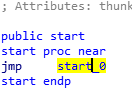 ; Attributes: thunk
public start
start proc near
jmp start_0
start endp